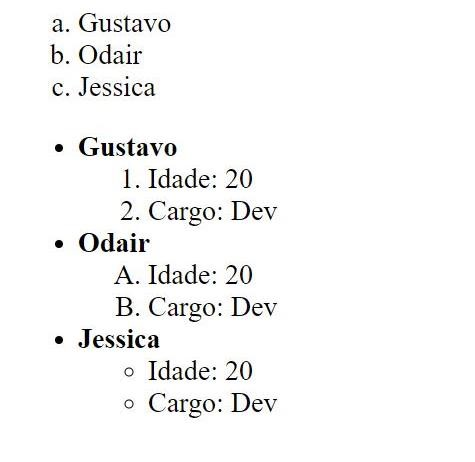 a. Gustavo
b. Odair
c. Jessica
• Gustavo
1. Idade: 20
2. Cargo: Dev
• Odair
A. Idade: 20
B. Cargo: Dev
• Jessica
◦ Idade: 20
◦ Cargo: Dev